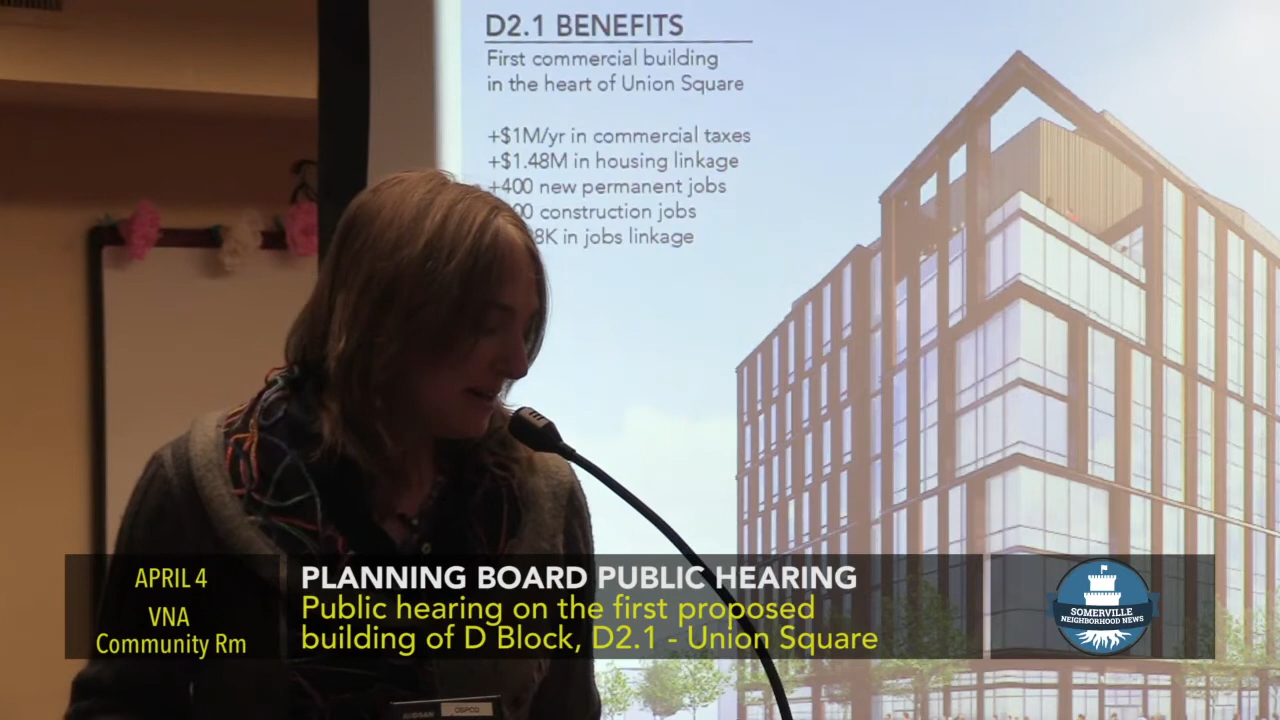 D2.1 BENEFITS
First commercial building
in the heart of Union Square
+$1M/yr in commercial taxes
+$1.48M in housing linkage
+400 new permanent jobs
construction jobs
in jobs linkage
APRIL 4
VNA
Community Rm
PLANNING BOARD PUBLIC HEARING
Public hearing on the first proposed
building of D Block, D2.1 - Union Square
SOMERVILLE
NEIGHBORHOOD NEWS
OSPCD